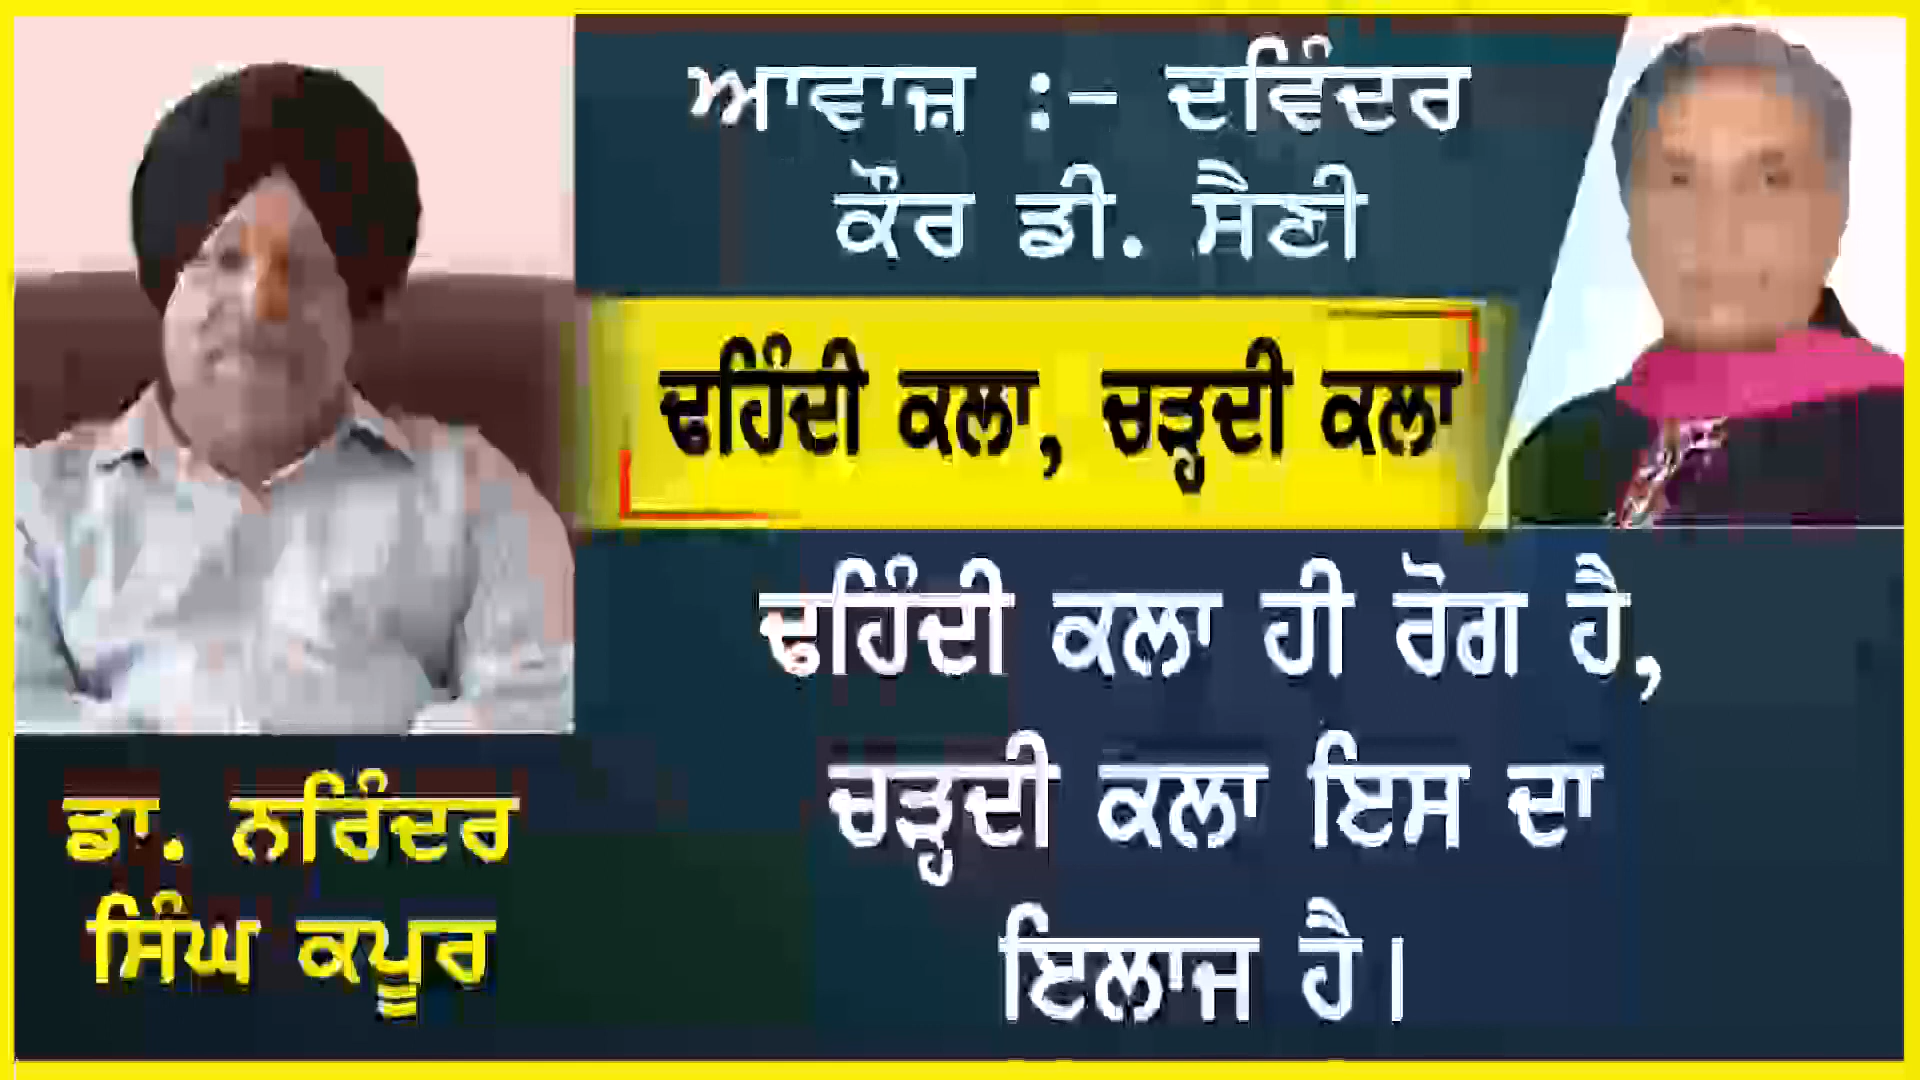 ਆਵਾਜ਼ :- ਦਵਿੰਦਰ
ਕੌਰ ਡੀ. ਸੈਣੀ
ਢਹਿੰਦੀ ਕਲਾ, ਚੜ੍ਹਦੀ ਕਲਾ
ਢਹਿੰਦੀ ਕਲਾ ਹੀ ਰੋਗ ਹੈ,
ਚੜ੍ਹਦੀ ਕਲਾ ਇਸ ਦਾ
ਇਲਾਜ ਹੈ।
ਡਾ. ਨਰਿੰਦਰ
ਸਿੰਘ ਕਪੂਰ